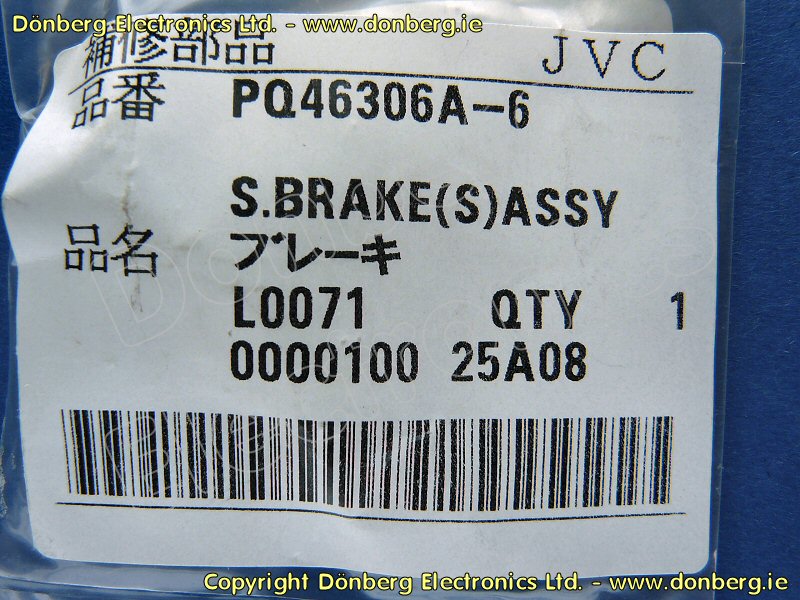 Dönberg Electronics Ltd. - www.donberg.ie
補修部品 JVC
品番 PQ46306A-6
S.BRAKE(S)ASSY
品名 ブレーキ
L0071 QTY 1
0000100 25A08
Copyright Dönberg Electronics Ltd. - www.donberg.ie